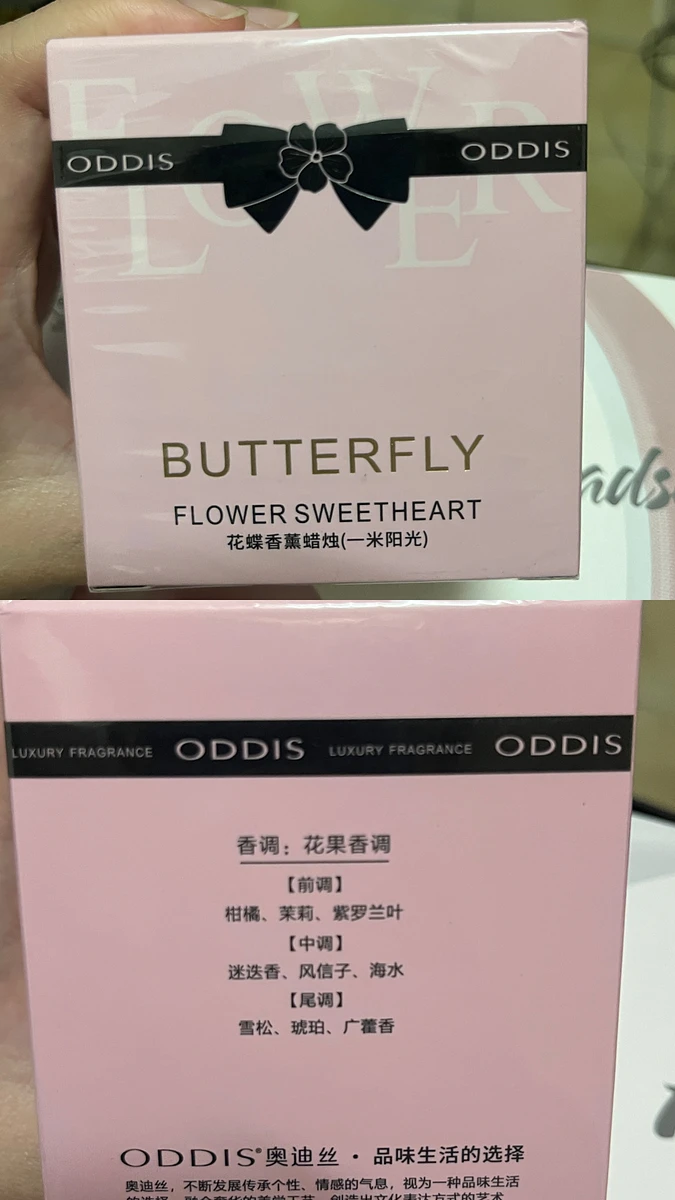 FLOWER
ODDIS ODDIS
BUTTERFLY
FLOWER SWEETHEART
花蝶香薰蜡烛(一米阳光)
ads
LUXURY FRAGRANCE ODDIS LUXURY FRAGRANCE ODDIS
香调：花果香调
【前调】
柑橘、茉莉、紫罗兰叶
【中调】
迷迭香、风信子、海水
【尾调】
雪松、琥珀、广藿香
ODDIS®奥迪丝·品味生活的选择
奥迪丝，不断发展传承个性、情感的气息，视为一种品味生活